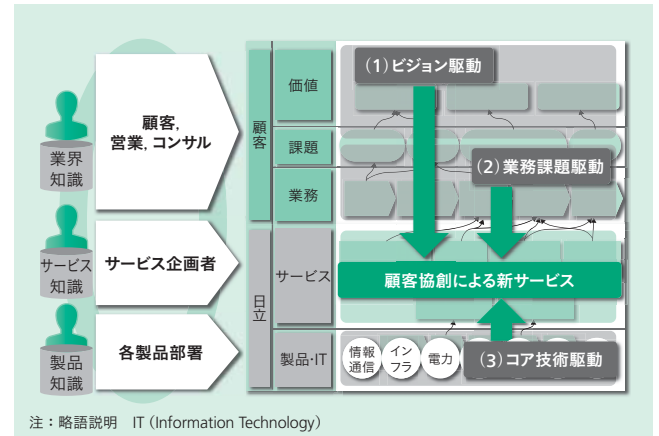 (1)ビジョン駆動
価値
顧客,
営業, コンサル
顧客
課題
業界
知識
(2)業務課題駆動
業務
サービス
知識
サービス企画者
日立
サービス
顧客協創による新サービス
製品
知識
各製品部署
製品・IT
情報
通信
イン
フラ
電力
(3)コア技術駆動
注：略語説明　IT（Information Technology）